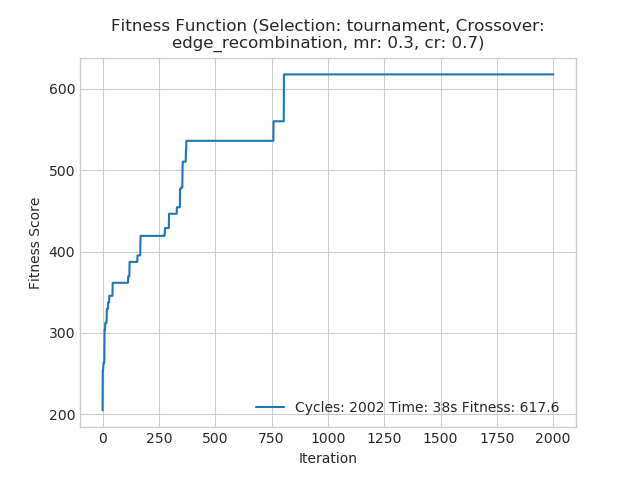 Fitness Function (Selection: tournament, Crossover:
edge_recombination, mr: 0.3, cr: 0.7)
600
500
400
300
200
Fitness Score
Cycles: 2002 Time: 38s Fitness: 617.6
0 250 500 750 1000 1250 1500 1750 2000
Iteration